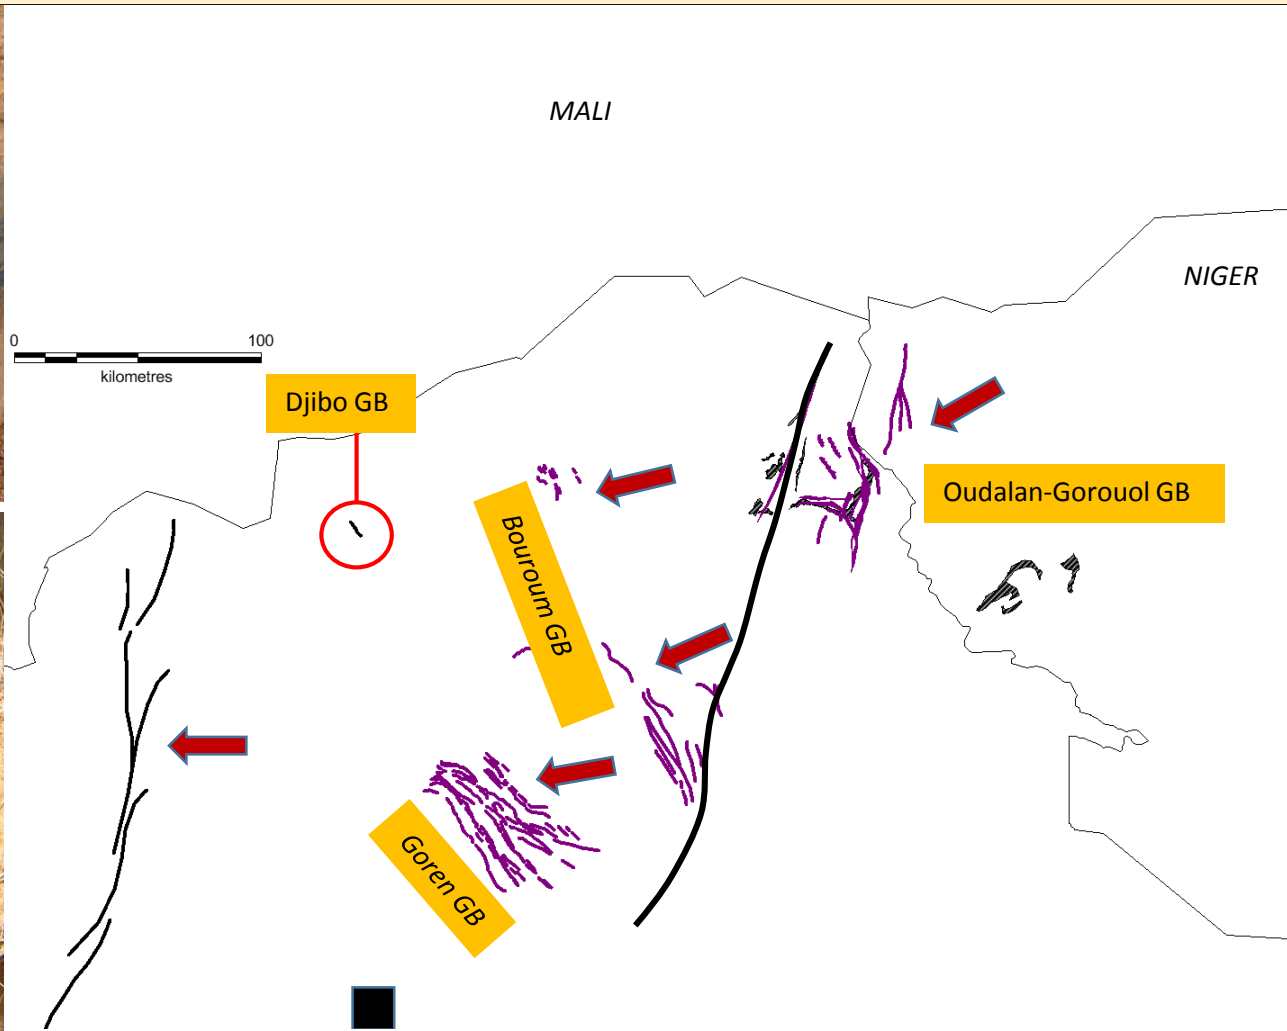 MALI
NIGER
0 100
kilometres
Djibo GB
Oudalan-Gorouol GB
Bouroum GB
Goren GB